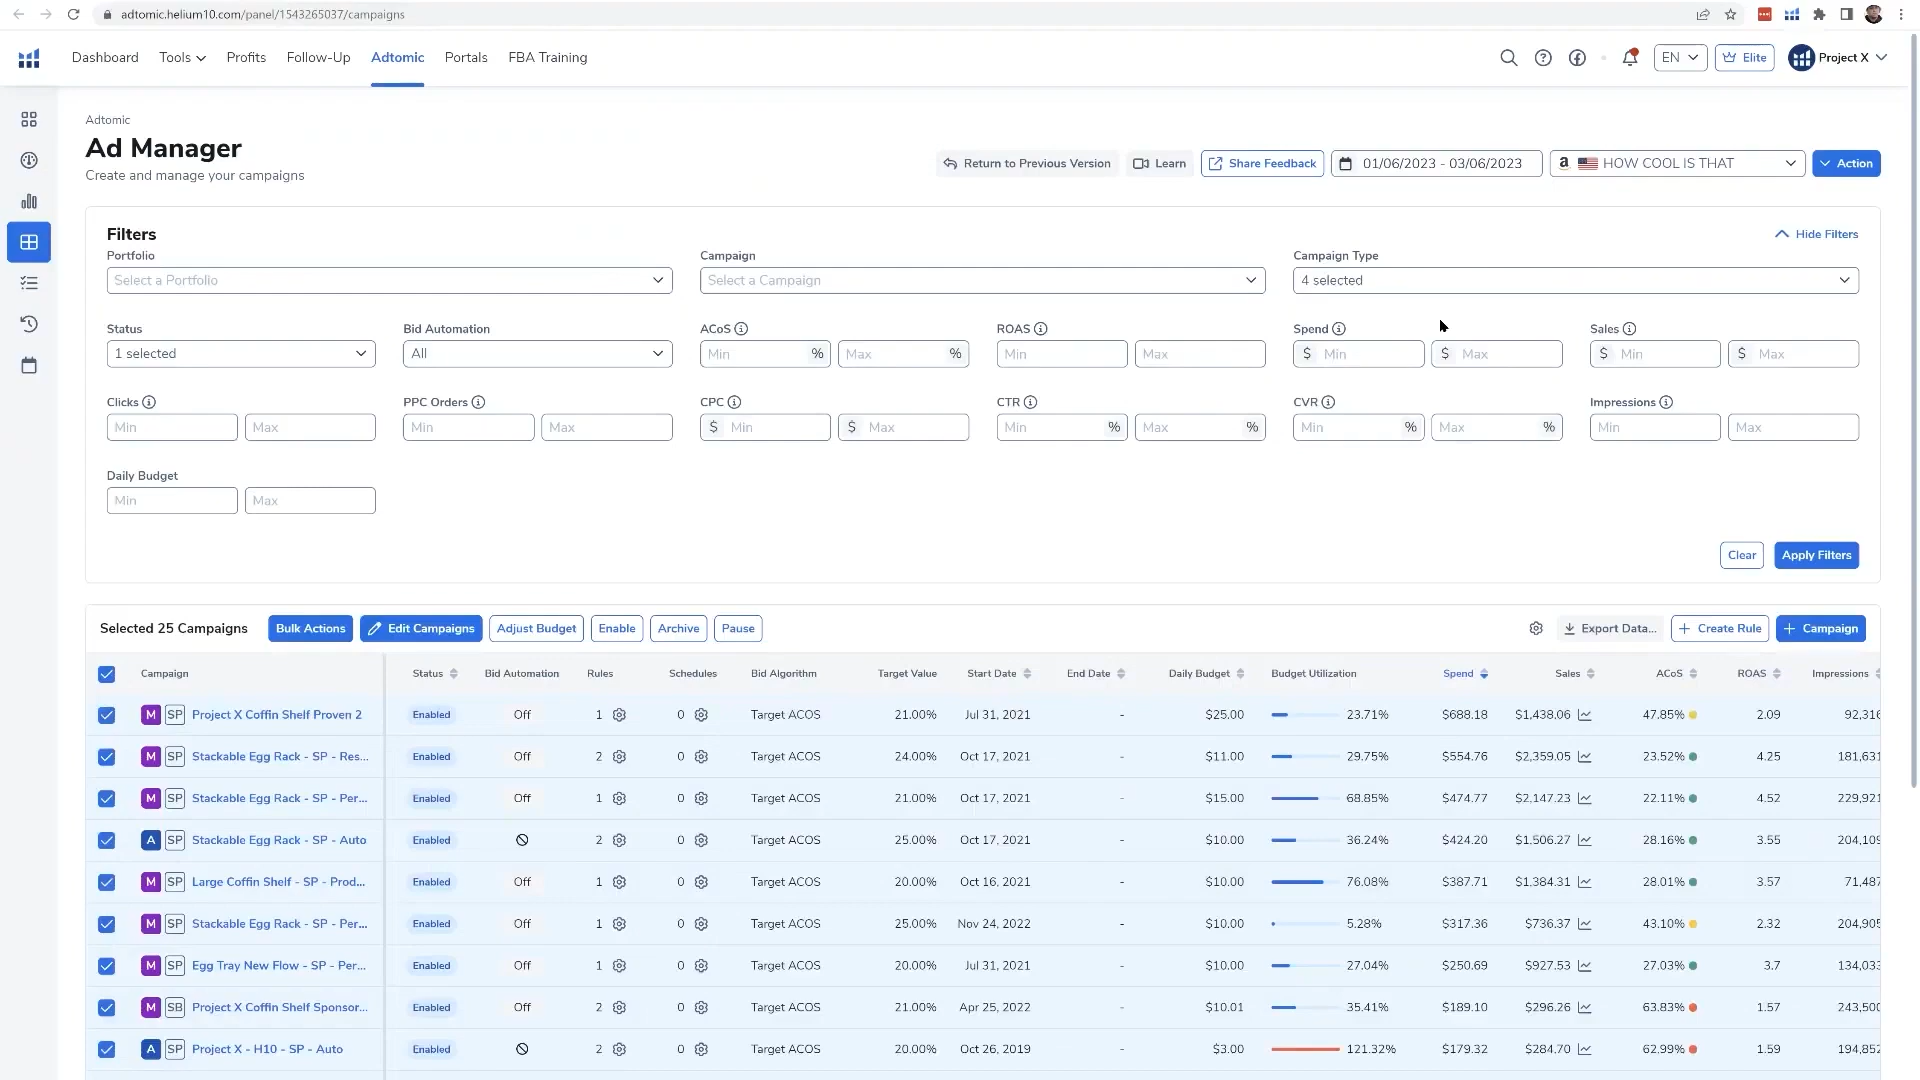 adtomic.helium10.com/panel/1543265037/campaigns
Dashboard Tools Profits Follow-Up Adtomic Portals FBA Training EN Elite Project X
Adtomic
Ad Manager
Create and manage your campaigns
Return to Previous Version Learn Share Feedback 01/06/2023 - 03/06/2023 a HOW COOL IS THAT Action
Filters Hide Filters
Portfolio Campaign Campaign Type
Select a Portfolio Select a Campaign 4 selected
Status Bid Automation ACoS ROAS Spend Sales
1 selected All Min % Max % Min Max $ Min $ Max $ Min $ Max
Clicks PPC Orders CPC CTR CVR Impressions
Min Max Min Max $ Min $ Max Min % Max % Min % Max % Min Max
Daily Budget
Min Max
Clear Apply Filters
Selected 25 Campaigns Bulk Actions Edit Campaigns Adjust Budget Enable Archive Pause Export Data... + Create Rule + Campaign
Campaign Status Bid Automation Rules Schedules Bid Algorithm Target Value Start Date End Date Daily Budget Budget Utilization Spend Sales ACoS ROAS Impressions
M SP Project X Coffin Shelf Proven 2 Enabled Off 1 0 Target ACOS 21.00% Jul 31, 2021 - $25.00 23.71% $688.18 $1,438.06 47.85% 2.09 92,316
M SP Stackable Egg Rack - SP - Res... Enabled Off 2 0 Target ACOS 24.00% Oct 17, 2021 - $11.00 29.75% $554.76 $2,359.05 23.52% 4.25 181,631
M SP Stackable Egg Rack - SP - Per... Enabled Off 1 0 Target ACOS 21.00% Oct 17, 2021 - $15.00 68.85% $474.77 $2,147.23 22.11% 4.52 229,921
A SP Stackable Egg Rack - SP - Auto Enabled 2 0 Target ACOS 25.00% Oct 17, 2021 - $10.00 36.24% $424.20 $1,506.27 28.16% 3.55 204,109
M SP Large Coffin Shelf - SP - Prod... Enabled Off 1 0 Target ACOS 20.00% Oct 16, 2021 - $10.00 76.08% $387.71 $1,384.31 28.01% 3.57 71,487
M SP Stackable Egg Rack - SP - Per... Enabled Off 1 0 Target ACOS 25.00% Nov 24, 2022 - $10.00 5.28% $317.36 $736.37 43.10% 2.32 204,905
M SP Egg Tray New Flow - SP - Per... Enabled Off 1 0 Target ACOS 20.00% Jul 31, 2021 - $10.00 27.04% $250.69 $927.53 27.03% 3.7 134,033
M SB Project X Coffin Shelf Sponsor... Enabled Off 2 0 Target ACOS 21.00% Apr 25, 2022 - $10.01 35.41% $189.10 $296.26 63.83% 1.57 243,500
A SP Project X - H10 - SP - Auto Enabled 2 0 Target ACOS 20.00% Oct 26, 2019 - $3.00 121.32% $179.32 $284.70 62.99% 1.59 194,852